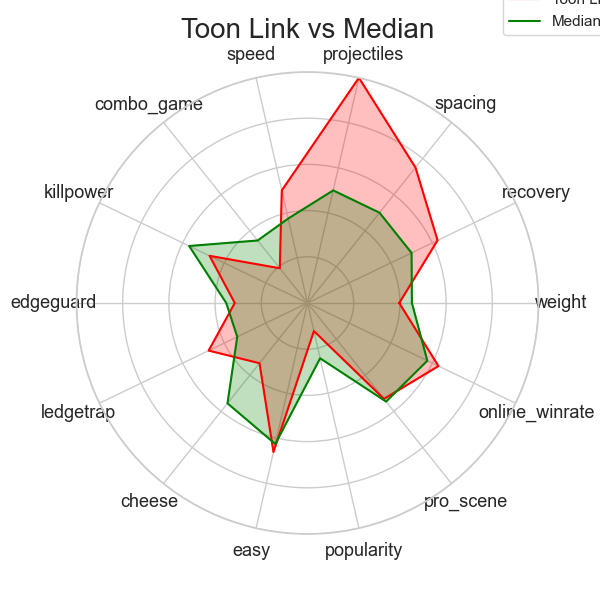 Toon Link vs Median
Median
speed
projectiles
combo_game
spacing
killpower
recovery
edgeguard
weight
ledgetrap
online_winrate
cheese
pro_scene
easy
popularity